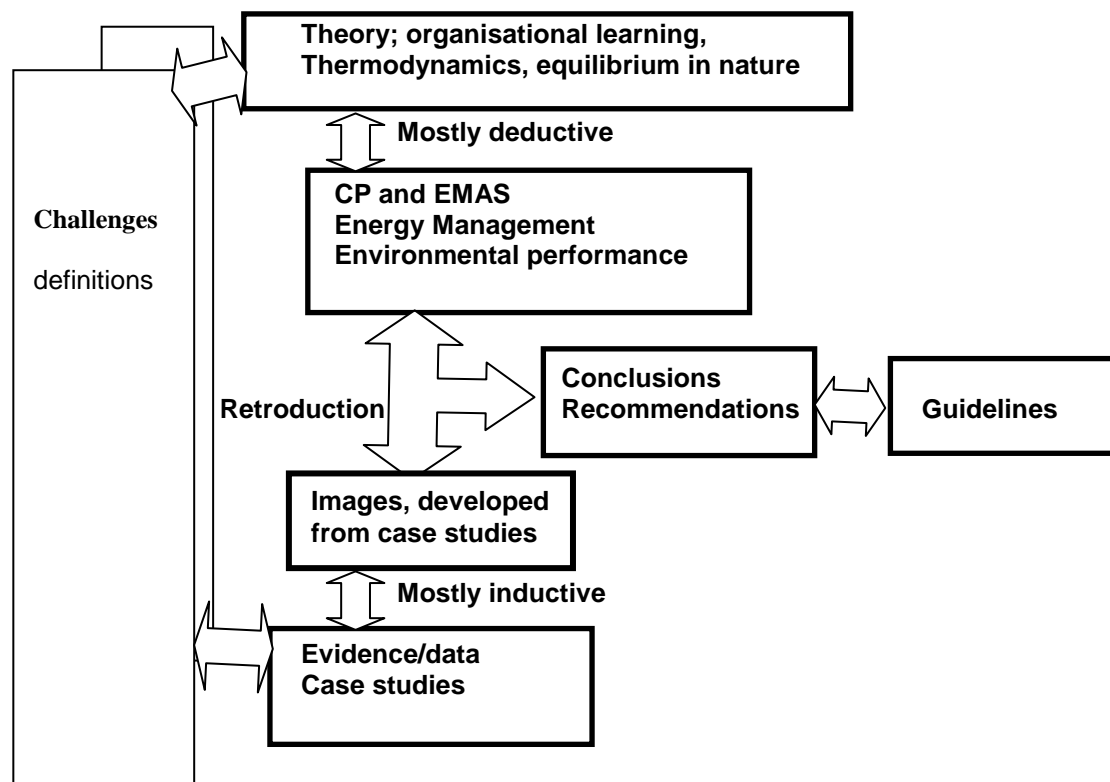 Theory; organisational learning,
Thermodynamics, equilibrium in nature
Mostly deductive
CP and EMAS
Energy Management
Environmental performance
Challenges
definitions
Retroduction
Conclusions
Recommendations
Guidelines
Images, developed
from case studies
Mostly inductive
Evidence/data
Case studies